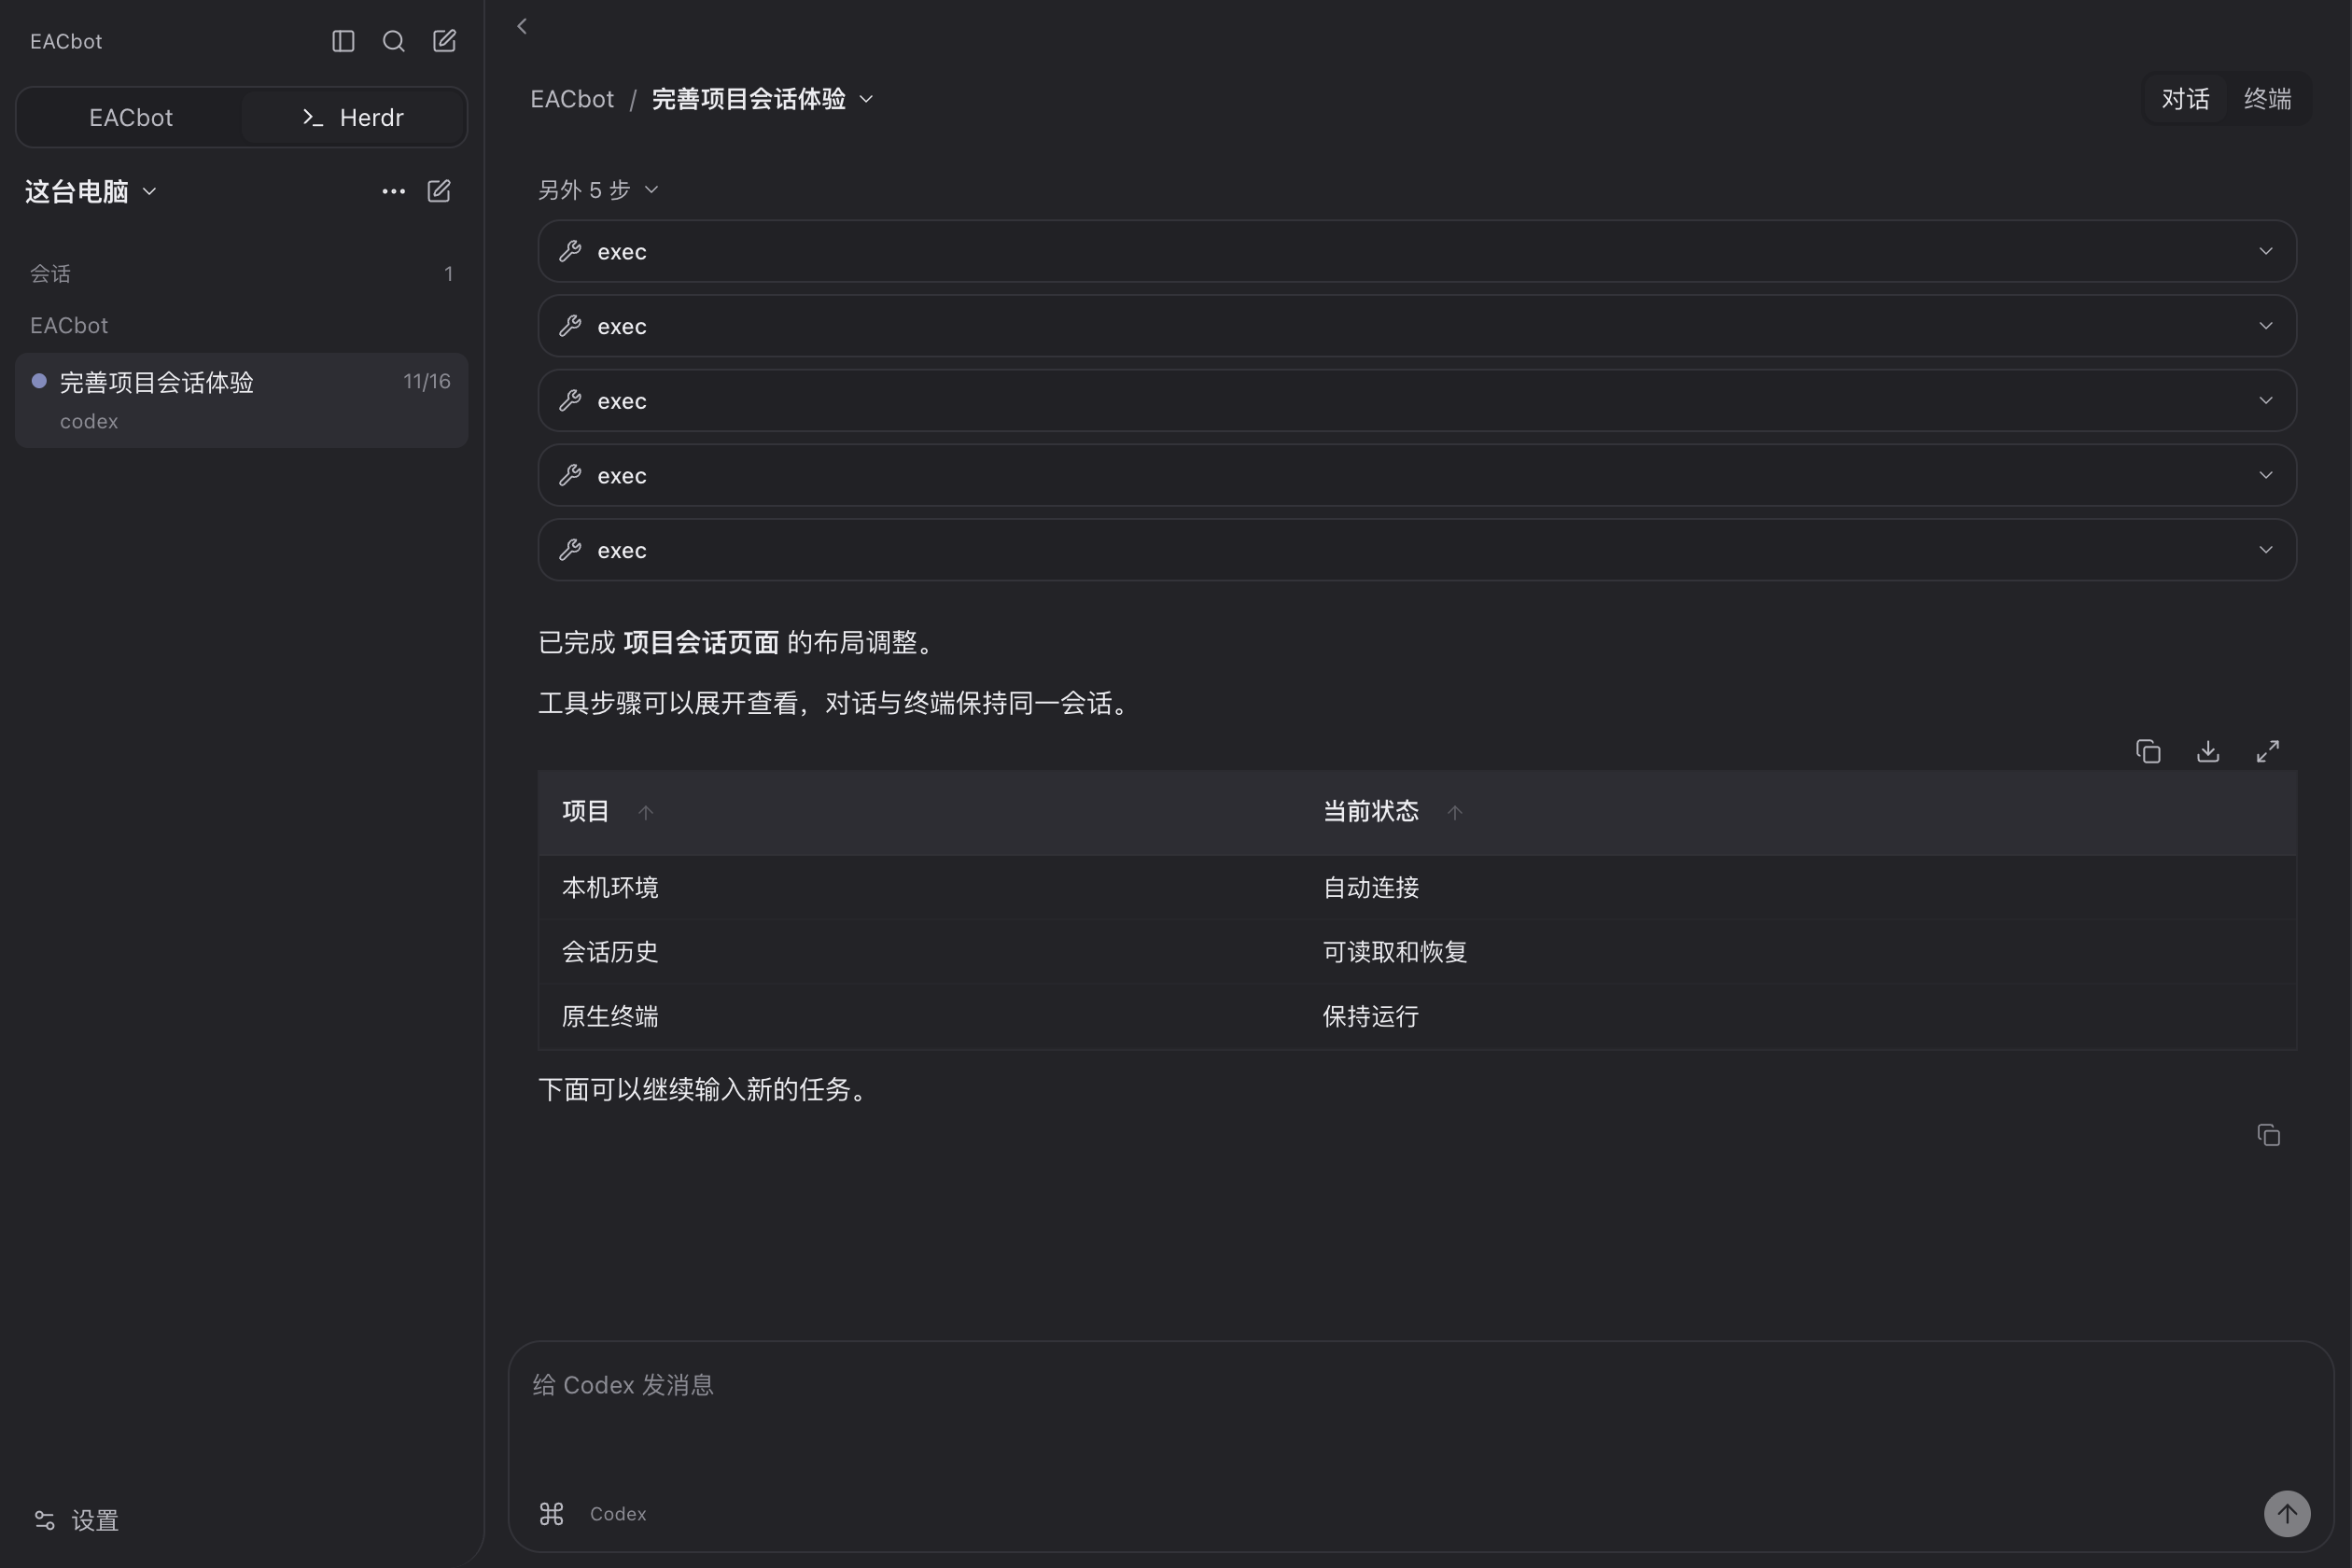 EACbot
EACbot
Herdr
这台电脑
会话 1
EACbot
完善项目会话体验 11/16
codex
设置
EACbot / 完善项目会话体验
对话 终端
另外 5 步
exec
exec
exec
exec
exec
已完成 项目会话页面 的布局调整。
工具步骤可以展开查看，对话与终端保持同一会话。
项目 当前状态
本机环境 自动连接
会话历史 可读取和恢复
原生终端 保持运行
下面可以继续输入新的任务。
给 Codex 发消息
Codex